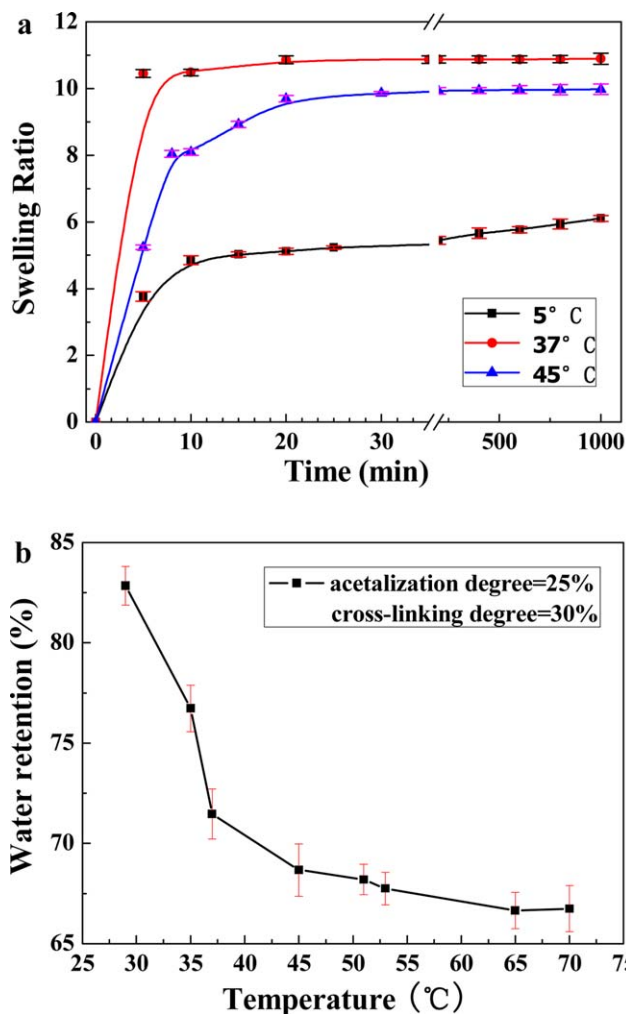 a
12
10
8
6
4
2
0
Swelling Ratio
5° C
37° C
45° C
0 10 20 30 500 1000
Time (min)
b
85
80
75
70
65
Water retention (%)
acetalization degree=25%
cross-linking degree=30%
25 30 35 40 45 50 55 60 65 70 75
Temperature (℃)